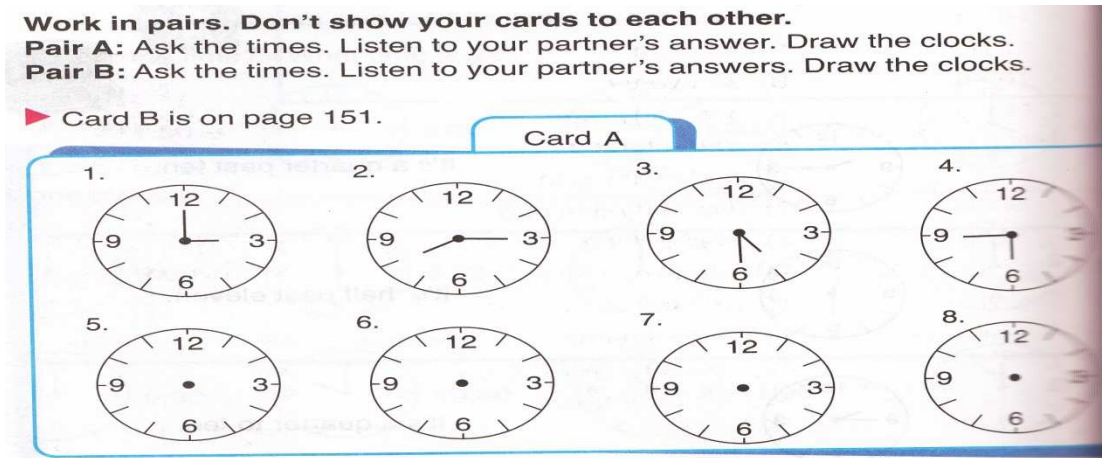 Work in pairs. Don't show your cards to each other.
Pair A: Ask the times. Listen to your partner's answer. Draw the clocks.
Pair B: Ask the times. Listen to your partner's answers. Draw the clocks.
Card B is on page 151.
Card A
1. 2. 3. 4.
12 12 12 12
9 3 9 3 9 3 9 3
6 6 6 6
5. 6. 7. 8.
12 12 12 12
9 3 9 3 9 3 9 3
6 6 6 6